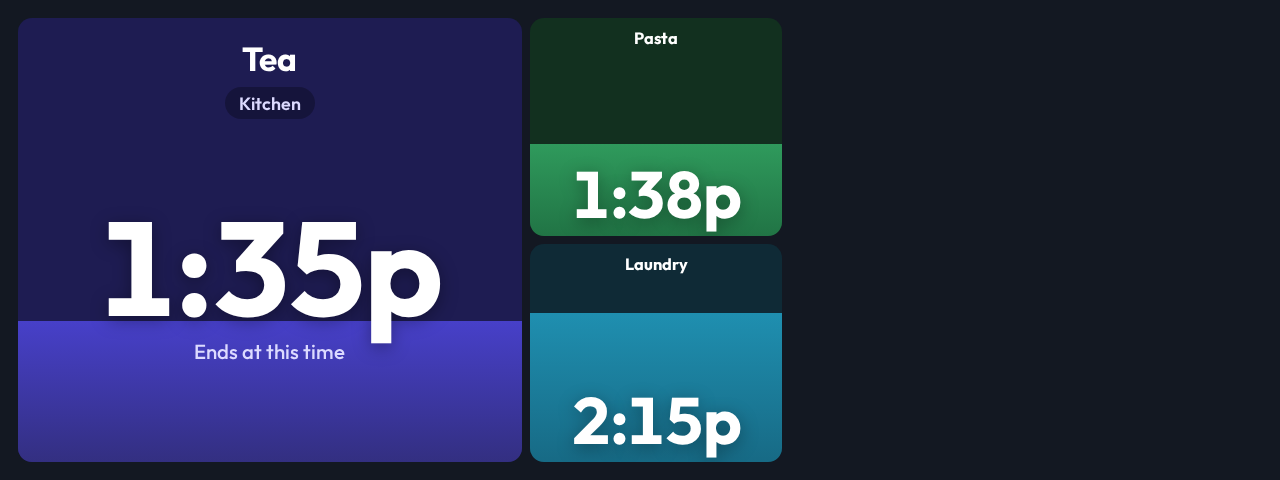 Tea
Kitchen
1:35p
Ends at this time
Pasta
1:38p
Laundry
2:15p